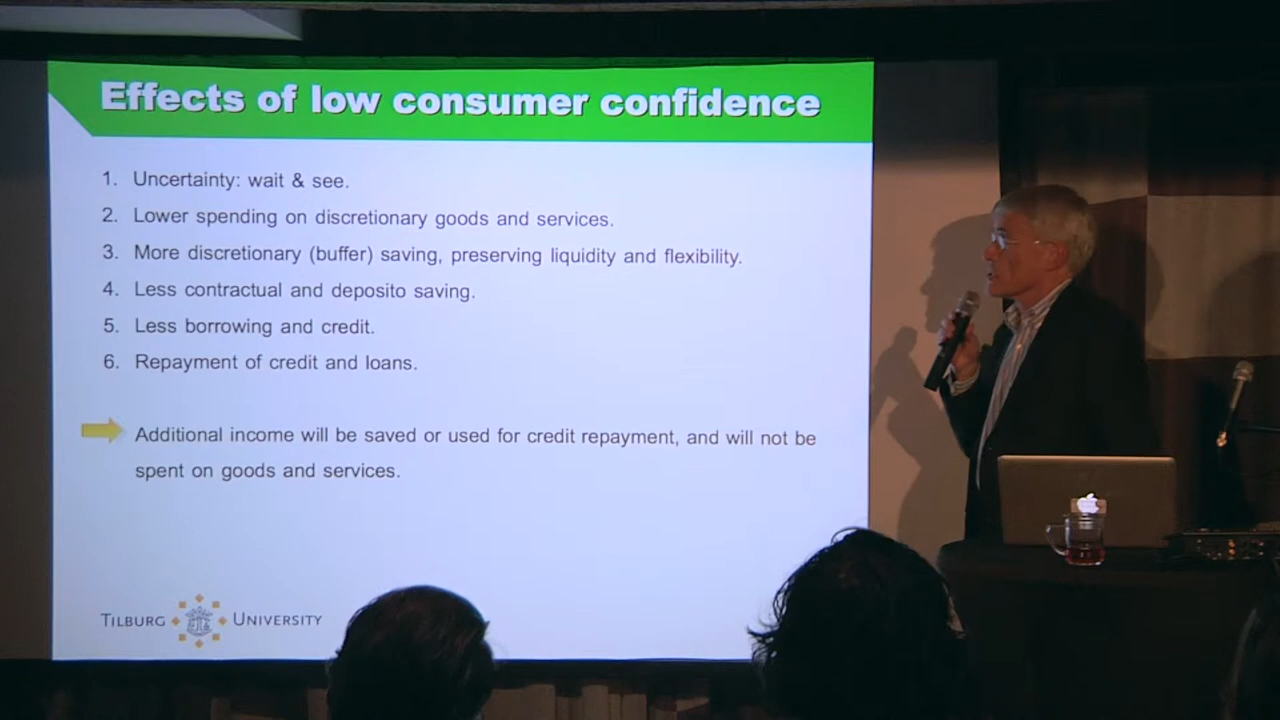 Effects of low consumer confidence
1. Uncertainty: wait & see.
2. Lower spending on discretionary goods and services.
3. More discretionary (buffer) saving, preserving liquidity and flexibility.
4. Less contractual and deposito saving.
5. Less borrowing and credit.
6. Repayment of credit and loans.
Additional income will be saved or used for credit repayment, and will not be
spent on goods and services.
TILBURG UNIVERSITY